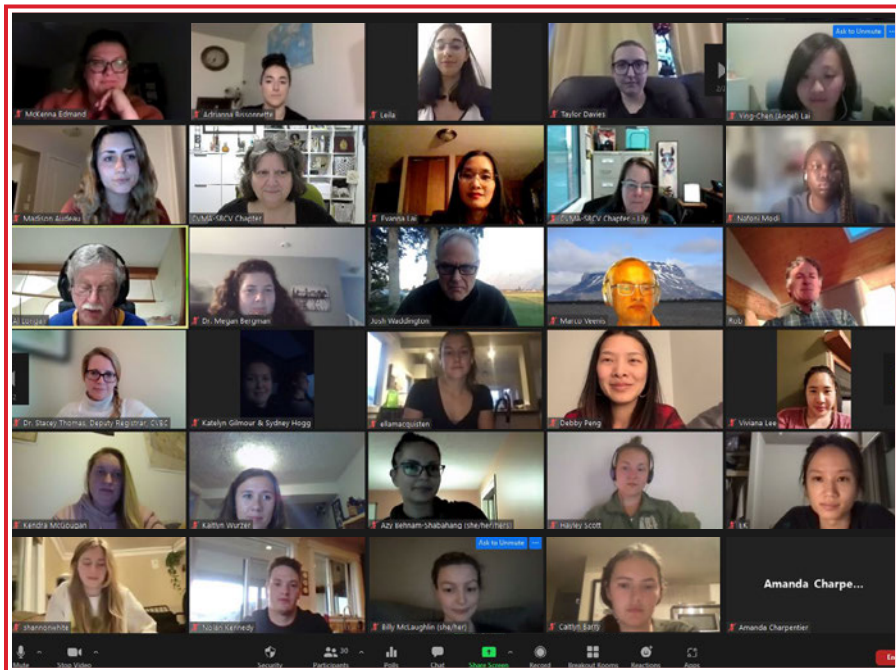 Ask to Unmute
McKenna Edmand
Adrianna Bissonnette
Leila
Taylor Davies
2/2
Ying-Chen (Angel) Lai
Madison Audeau
CVMA-SBCV Chapter
Evanna Lai
CVMA-SBCV Chapter - Lily
Nafoni Modi
Al Longair
Dr. Megan Bergman
Josh Waddington
Marco Veenis
Rob
Dr. Stacey Thomas, Deputy Registrar, CVBC
Katelyn Gilmour & Sydney Hogg
ellamacquisten
Debby Peng
Viviana Lee
Kendra McGougan
Kaitlyn Wurzer
Azy Behnam-Shabahang (she/her/hers)
Hayley Scott
LK
Ask to Unmute
Amanda Charpe...
shannonwhite
Nolan Kennedy
Billy McLaughlin (she/her)
Caitlyn Barry
Amanda Charpentier
30
Mute
Stop Video
Security
Participants
Polls
Chat
Share Screen
Record
Breakout Rooms
Reactions
Apps